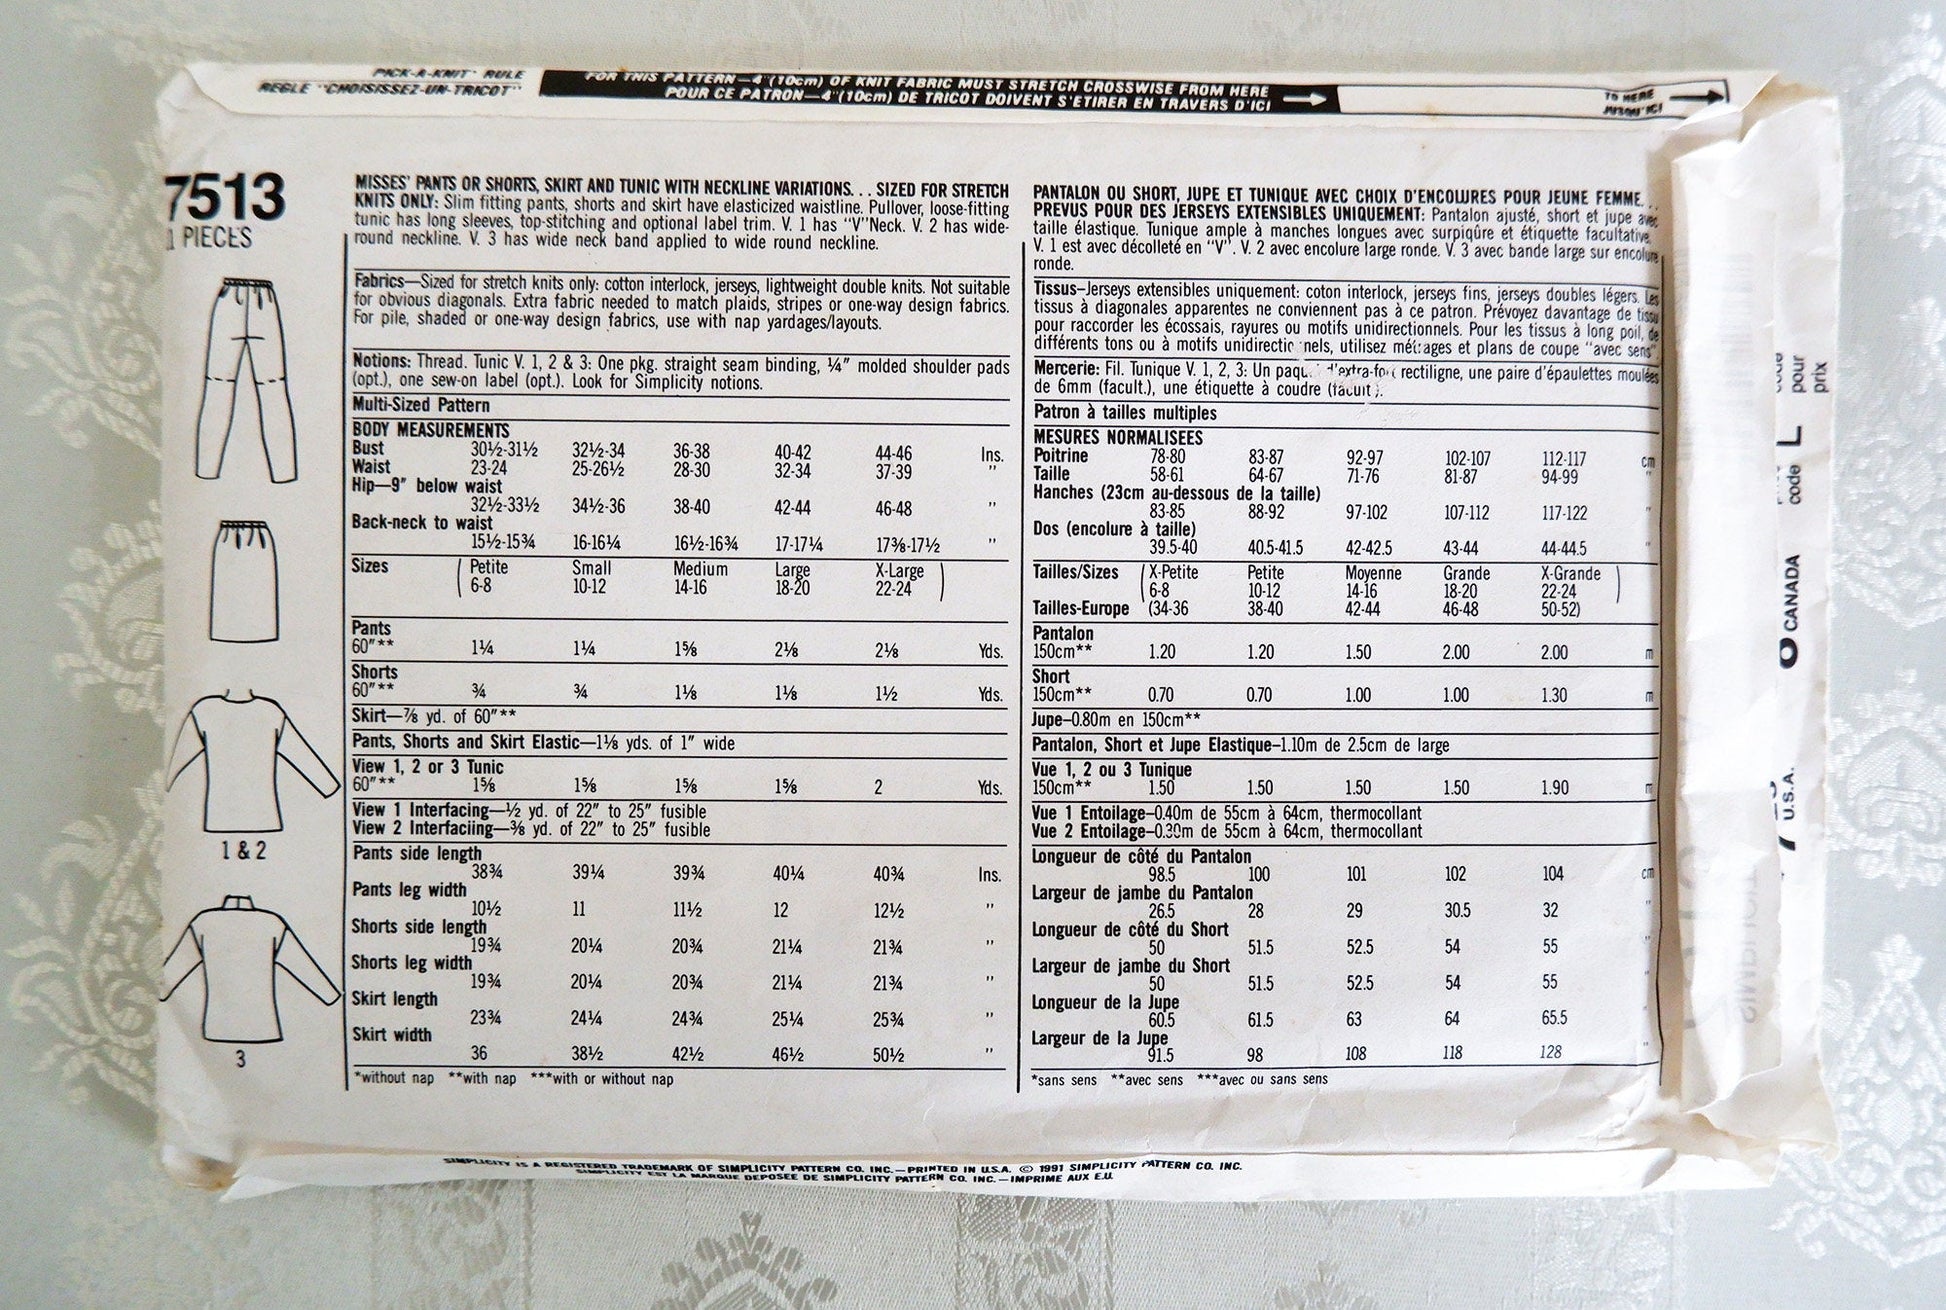 PICK-A-KNIT® RULE
REGLE "CHOISISSEZ-UN-TRICOT"
FOR THIS PATTERN—4"(10cm) OF KNIT FABRIC MUST STRETCH CROSSWISE FROM HERE
POUR CE PATRON—4"(10cm) DE TRICOT DOIVENT S'ETIRER EN TRAVERS D'ICI
TO HERE
JUSQU'ICI
7513
1 PIECES
1 & 2
3
MISSES' PANTS OR SHORTS, SKIRT AND TUNIC WITH NECKLINE VARIATIONS. . . SIZED FOR STRETCH
KNITS ONLY: Slim fitting pants, shorts and skirt have elasticized waistline. Pullover, loose-fitting
tunic has long sleeves, top-stitching and optional label trim. V. 1 has "V"Neck. V. 2 has wide-
round neckline. V. 3 has wide neck band applied to wide round neckline.
Fabrics—Sized for stretch knits only: cotton interlock, jerseys, lightweight double knits. Not suitable
for obvious diagonals. Extra fabric needed to match plaids, stripes or one-way design fabrics.
For pile, shaded or one-way design fabrics, use with nap yardages/layouts.
Notions: Thread. Tunic V. 1, 2 & 3: One pkg. straight seam binding, ¼" molded shoulder pads
(opt.), one sew-on label (opt.). Look for Simplicity notions.
Multi-Sized Pattern
BODY MEASUREMENTS
Bust 30½-31½ 32½-34 36-38 40-42 44-46 Ins.
Waist 23-24 25-26½ 28-30 32-34 37-39 "
Hip—9" below waist
32½-33½ 34½-36 38-40 42-44 46-48 "
Back-neck to waist
15½-15¾ 16-16¼ 16½-16¾ 17-17¼ 17⅜-17½ "
Sizes ( Petite Small Medium Large X-Large )
6-8 10-12 14-16 18-20 22-24
Pants
60"** 1¼ 1¼ 1⅝ 2⅛ 2⅛ Yds.
Shorts
60"** ¾ ¾ 1⅛ 1⅛ 1½ Yds.
Skirt—⅞ yd. of 60"**
Pants, Shorts and Skirt Elastic—1⅛ yds. of 1" wide
View 1, 2 or 3 Tunic
60"** 1⅝ 1⅝ 1⅝ 1⅝ 2 Yds.
View 1 Interfacing—½ yd. of 22" to 25" fusible
View 2 Interfaciing—⅜ yd. of 22" to 25" fusible
Pants side length
38¾ 39¼ 39¾ 40¼ 40¾ Ins.
Pants leg width
10½ 11 11½ 12 12½ "
Shorts side length
19¾ 20¼ 20¾ 21¼ 21¾ "
Shorts leg width
19¾ 20¼ 20¾ 21¼ 21¾ "
Skirt length
23¾ 24¼ 24¾ 25¼ 25¾ "
Skirt width
36 38½ 42½ 46½ 50½ "
*without nap **with nap ***with or without nap
PANTALON OU SHORT, JUPE ET TUNIQUE AVEC CHOIX D'ENCOLURES POUR JEUNE FEMME. . .
PREVUS POUR DES JERSEYS EXTENSIBLES UNIQUEMENT: Pantalon ajusté, short et jupe avec
taille élastique. Tunique ample à manches longues avec surpiqûre et étiquette facultative.
V. 1 est avec décolleté en "V". V. 2 avec encolure large ronde. V. 3 avec bande large sur encolure
ronde.
Tissus—Jerseys extensibles uniquement: coton interlock, jerseys fins, jerseys doubles légers. Les
tissus à diagonales apparentes ne conviennent pas à ce patron. Prévoyez davantage de tissu
pour raccorder les écossais, rayures ou motifs unidirectionnels. Pour les tissus à long poil, de
différents tons ou à motifs unidirectionnels, utilisez métrages et plans de coupe "avec sens".
Mercerie: Fil. Tunique V. 1, 2, 3: Un paquet d'extra-fort rectiligne, une paire d'épaulettes moulées
de 6mm (facult.), une étiquette à coudre (facult.).
Patron à tailles multiples
MESURES NORMALISEES
Poitrine 78-80 83-87 92-97 102-107 112-117 cm
Taille 58-61 64-67 71-76 81-87 94-99 "
Hanches (23cm au-dessous de la taille)
83-85 88-92 97-102 107-112 117-122 "
Dos (encolure à taille)
39.5-40 40.5-41.5 42-42.5 43-44 44-44.5 "
Tailles/Sizes ( X-Petite Petite Moyenne Grande X-Grande )
6-8 10-12 14-16 18-20 22-24
Tailles-Europe (34-36 38-40 42-44 46-48 50-52)
Pantalon
150cm** 1.20 1.20 1.50 2.00 2.00 m
Short
150cm** 0.70 0.70 1.00 1.00 1.30 m
Jupe—0.80m en 150cm**
Pantalon, Short et Jupe Elastique—1.10m de 2.5cm de large
Vue 1, 2 ou 3 Tunique
150cm** 1.50 1.50 1.50 1.50 1.90 m
Vue 1 Entoilage—0.40m de 55cm à 64cm, thermocollant
Vue 2 Entoilage—0.30m de 55cm à 64cm, thermocollant
Longueur de côté du Pantalon
98.5 100 101 102 104 cm
Largeur de jambe du Pantalon
26.5 28 29 30.5 32 "
Longueur de côté du Short
50 51.5 52.5 54 55 "
Largeur de jambe du Short
50 51.5 52.5 54 55 "
Longueur de la Jupe
60.5 61.5 63 64 65.5 "
Largeur de la Jupe
91.5 98 108 118 128 "
*sans sens **avec sens ***avec ou sans sens
pour
prix
code L
CANADA
U.S.A.
SIMPLICITY IS A REGISTERED TRADEMARK OF SIMPLICITY PATTERN CO. INC.—PRINTED IN U.S.A. © 1991 SIMPLICITY PATTERN CO. INC.
SIMPLICITY EST LA MARQUE DEPOSEE DE SIMPLICITY PATTERN CO. INC.—IMPRIME AUX E.U.